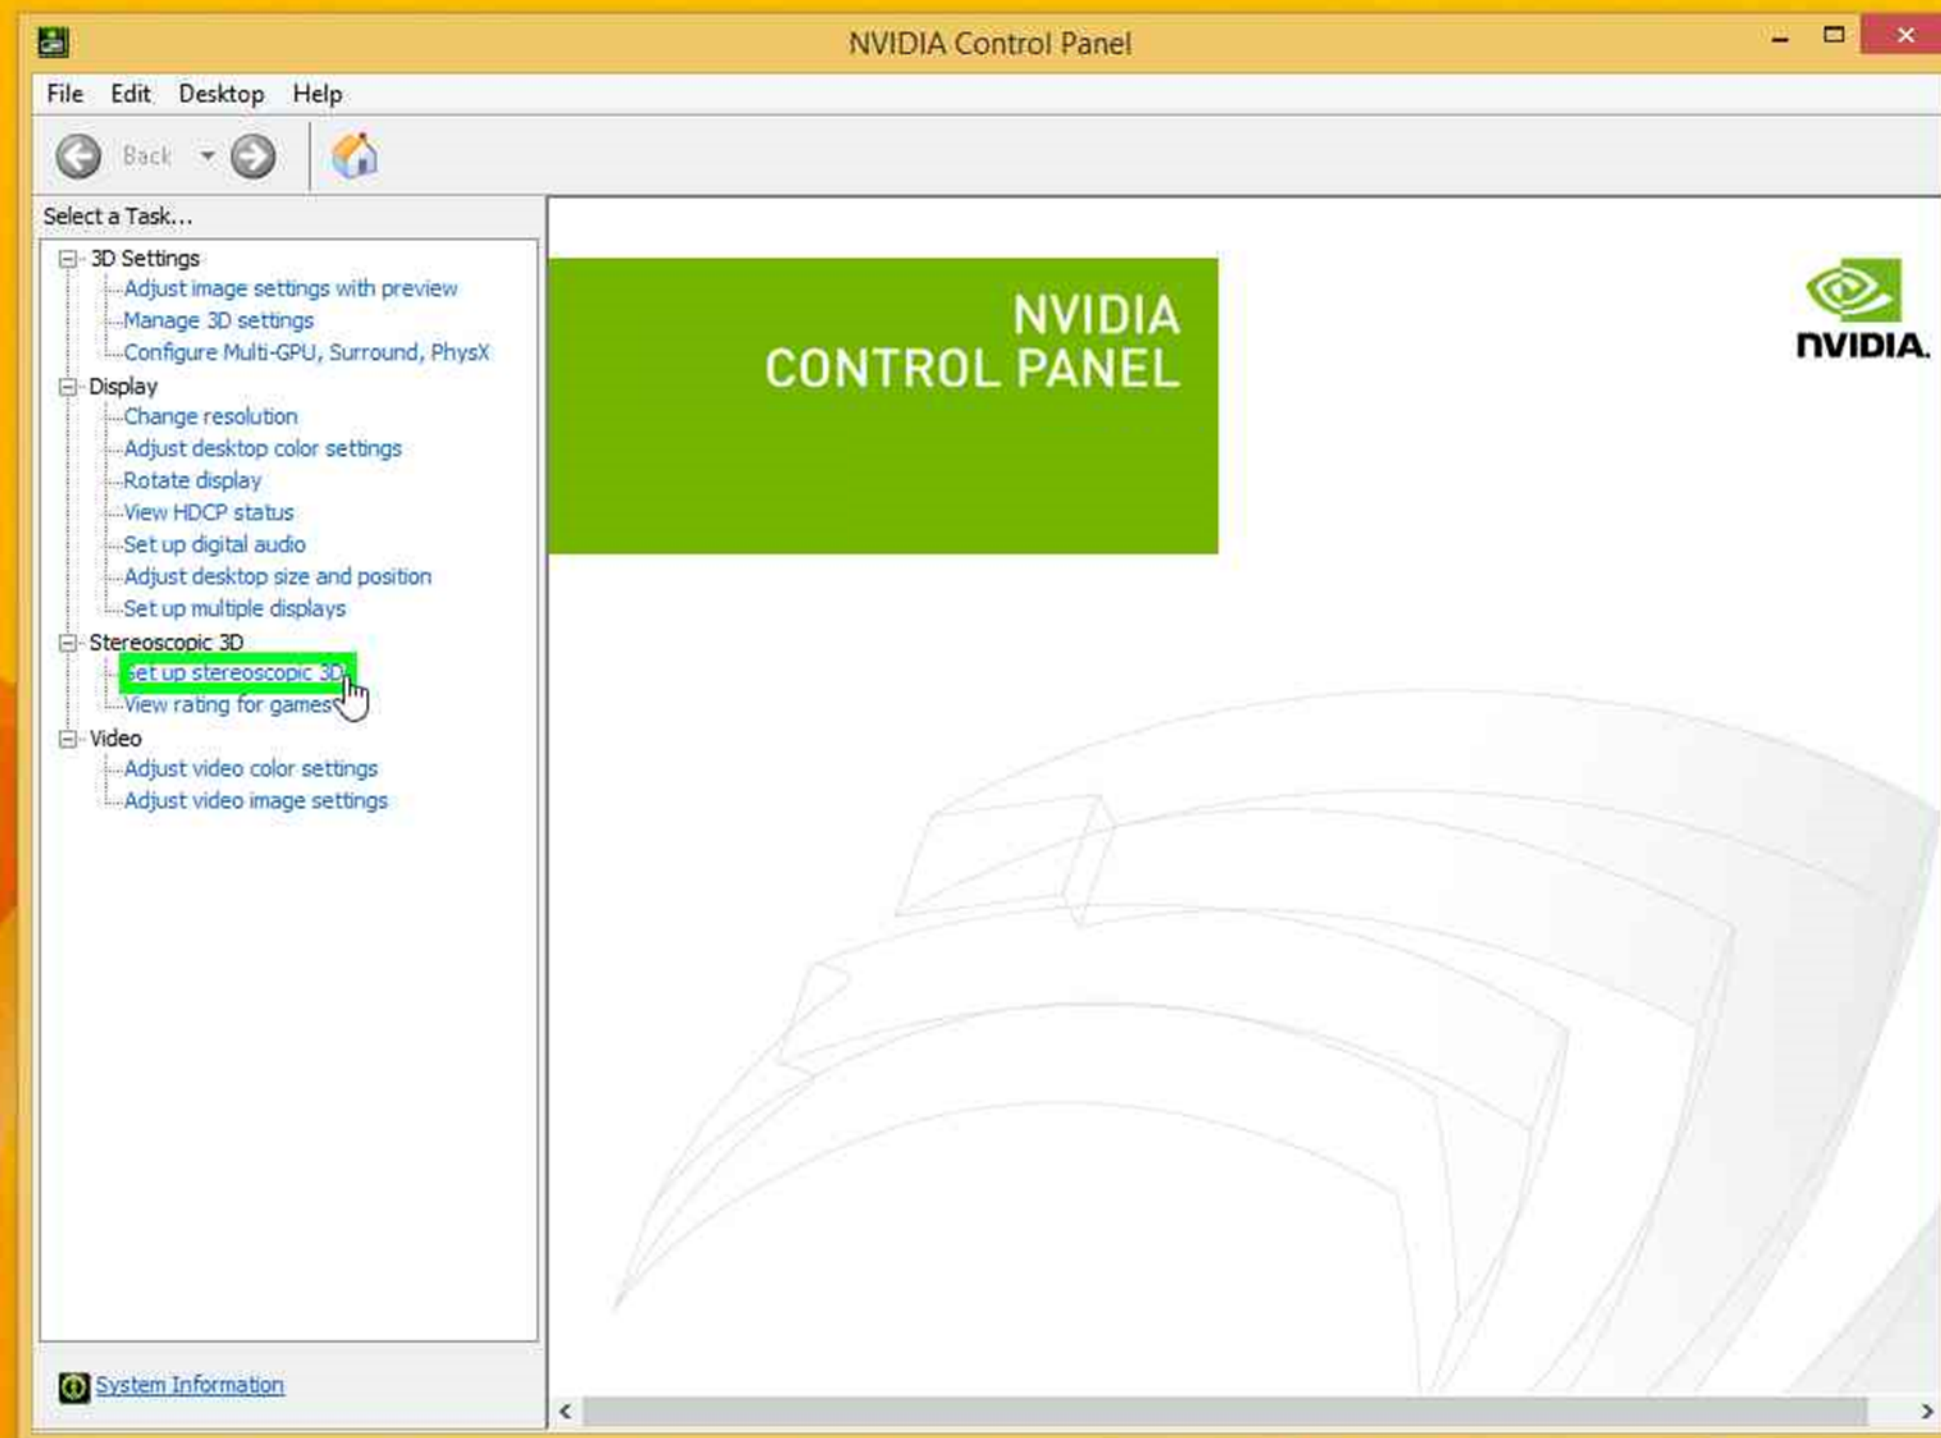 NVIDIA Control Panel
File Edit Desktop Help
Back
Select a Task...
3D Settings
Adjust image settings with preview
Manage 3D settings
Configure Multi-GPU, Surround, PhysX
Display
Change resolution
Adjust desktop color settings
Rotate display
View HDCP status
Set up digital audio
Adjust desktop size and position
Set up multiple displays
Stereoscopic 3D
Set up stereoscopic 3D
View rating for games
Video
Adjust video color settings
Adjust video image settings
System Information
NVIDIA
CONTROL PANEL
NVIDIA.